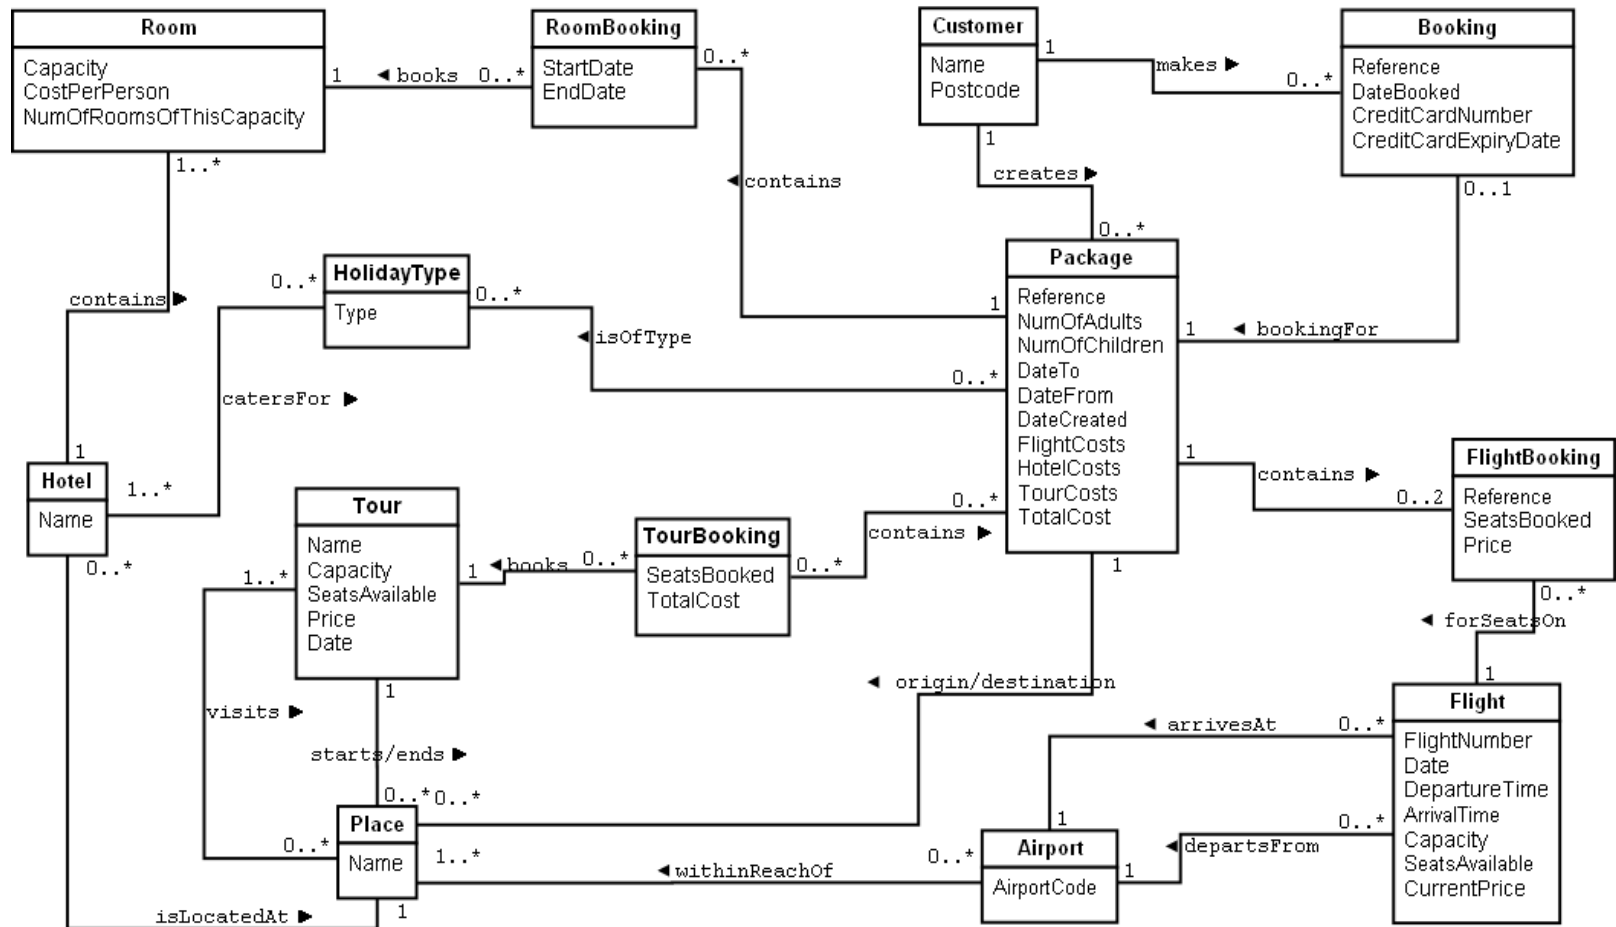 Room
Capacity
CostPerPerson
NumOfRoomsOfThisCapacity
1
◄ books
0..*
RoomBooking
StartDate
EndDate
0..*
Customer
Name
Postcode
1
makes ►
0..*
Booking
Reference
DateBooked
CreditCardNumber
CreditCardExpiryDate
1..*
◄ contains
1
creates ►
0..*
0..1
contains ►
0..*
HolidayType
Type
0..*
◄ isOfType
1
0..*
Package
Reference
NumOfAdults
NumOfChildren
DateTo
DateFrom
DateCreated
FlightCosts
HotelCosts
TourCosts
TotalCost
1
◄ bookingFor
catersFor ►
1
Hotel
Name
1..*
0..*
Tour
Name
Capacity
SeatsAvailable
Price
Date
1..*
1
◄ books
0..*
TourBooking
SeatsBooked
TotalCost
0..*
contains ►
0..*
1
contains ►
0..2
FlightBooking
Reference
SeatsBooked
Price
0..*
1
◄ forSeatsOn
1
visits ►
1
starts/ends ►
◄ origin/destination
0..*
0..*
Place
Name
0..*
1..*
◄ withinReachOf
0..*
Airport
AirportCode
1
1
◄ arrivesAt
0..*
◄ departsFrom
0..*
Flight
FlightNumber
Date
DepartureTime
ArrivalTime
Capacity
SeatsAvailable
CurrentPrice
isLocatedAt ►
1